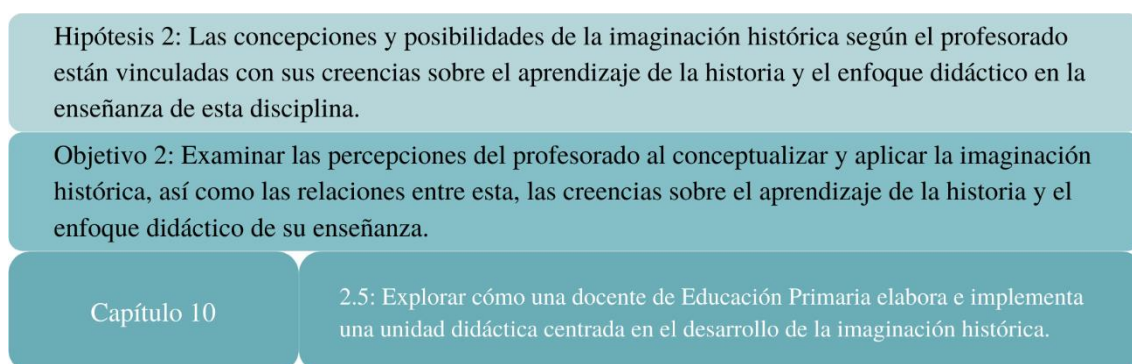 Hipótesis 2: Las concepciones y posibilidades de la imaginación histórica según el profesorado
están vinculadas con sus creencias sobre el aprendizaje de la historia y el enfoque didáctico en la
enseñanza de esta disciplina.
Objetivo 2: Examinar las percepciones del profesorado al conceptualizar y aplicar la imaginación
histórica, así como las relaciones entre esta, las creencias sobre el aprendizaje de la historia y el
enfoque didáctico de su enseñanza.
Capítulo 10
2.5: Explorar cómo una docente de Educación Primaria elabora e implementa
una unidad didáctica centrada en el desarrollo de la imaginación histórica.